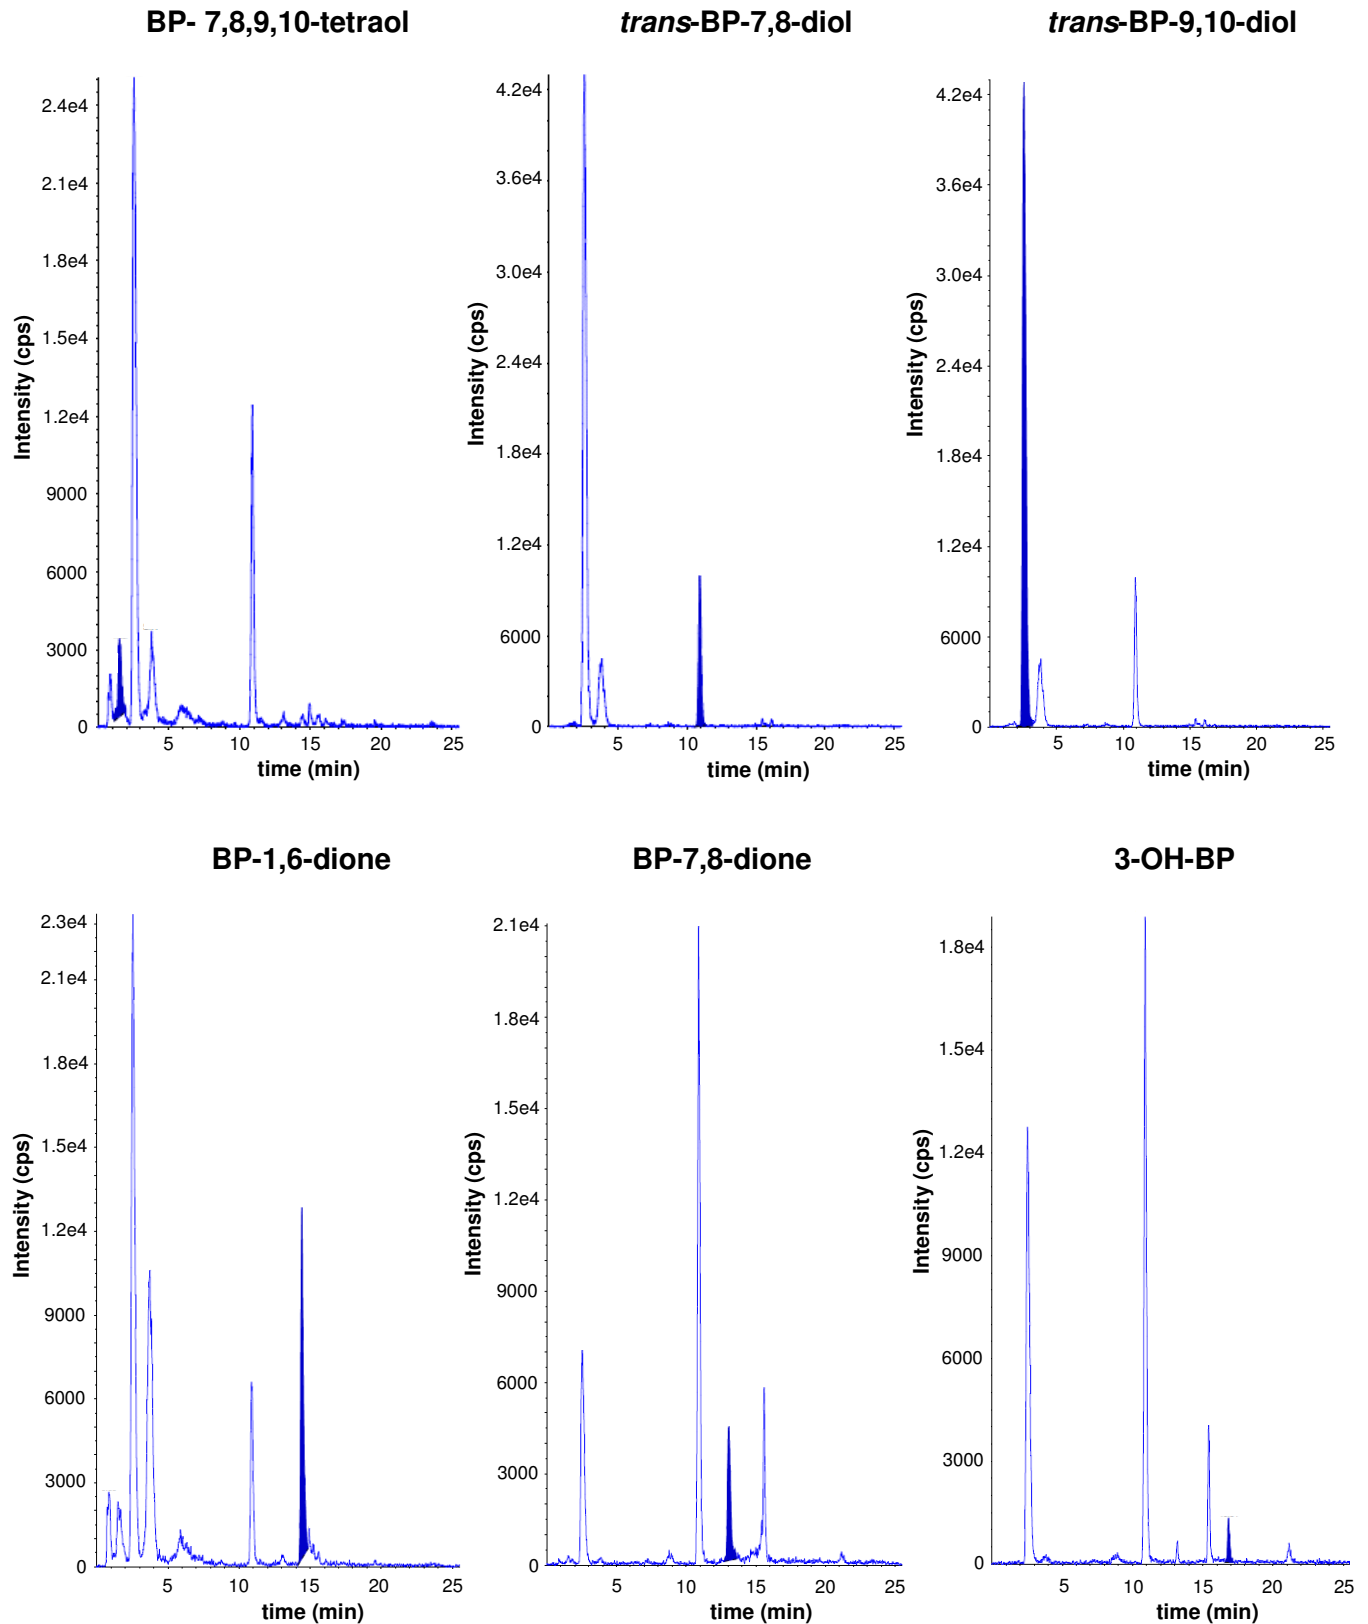 BP- 7,8,9,10-tetraol
trans-BP-7,8-diol
trans-BP-9,10-diol
Intensity (cps)
2.4e4
2.1e4
1.8e4
1.5e4
1.2e4
9000
6000
3000
0
5 10 15 20 25
time (min)
Intensity (cps)
4.2e4
3.6e4
3.0e4
2.4e4
1.8e4
1.2e4
6000
0
5 10 15 20 25
time (min)
Intensity (cps)
4.2e4
3.6e4
3.0e4
2.4e4
1.8e4
1.2e4
6000
0
5 10 15 20 25
time (min)
BP-1,6-dione
BP-7,8-dione
3-OH-BP
Intensity (cps)
2.3e4
2.1e4
1.8e4
1.5e4
1.2e4
9000
6000
3000
0
5 10 15 20 25
time (min)
Intensity (cps)
2.1e4
1.8e4
1.5e4
1.2e4
9000
6000
3000
0
5 10 15 20 25
time (min)
Intensity (cps)
1.8e4
1.5e4
1.2e4
9000
6000
3000
0
5 10 15 20 25
time (min)